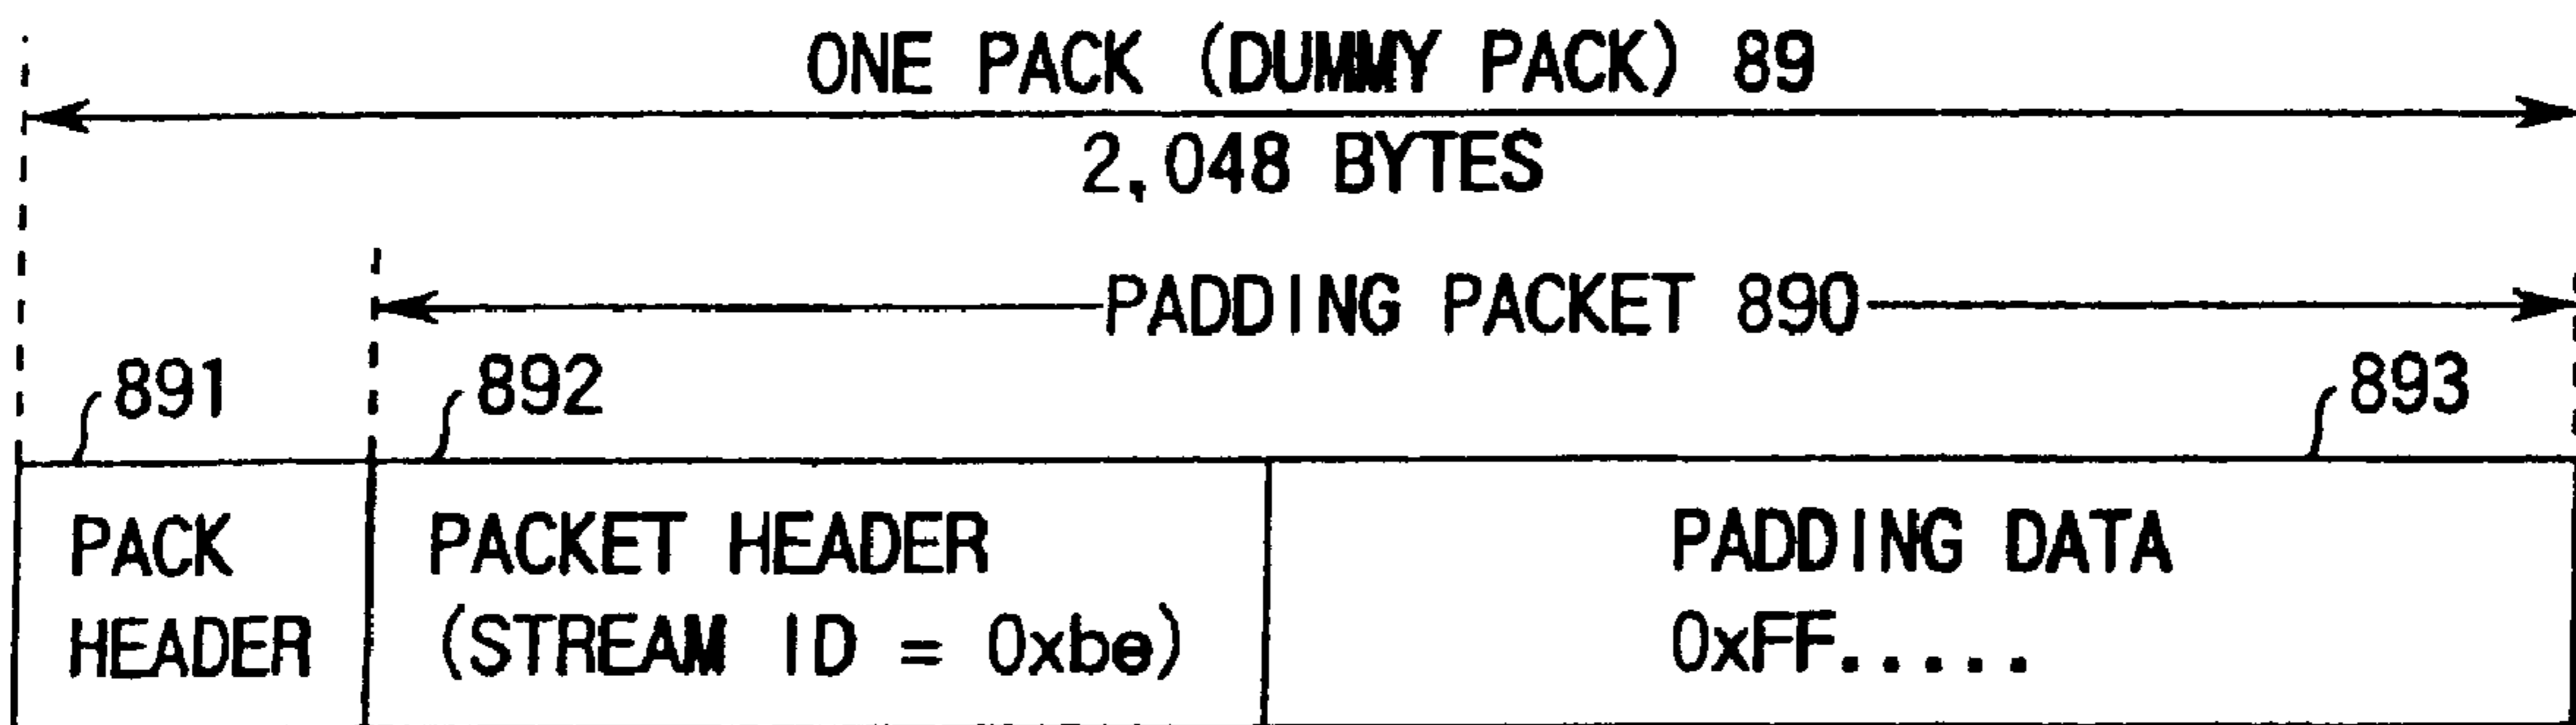 ONE PACK (DUMMY PACK) 89
2,048 BYTES
PADDING PACKET 890
891
892
893
PACK
HEADER
PACKET HEADER
(STREAM ID = 0xbe)
PADDING DATA
0xFF.....